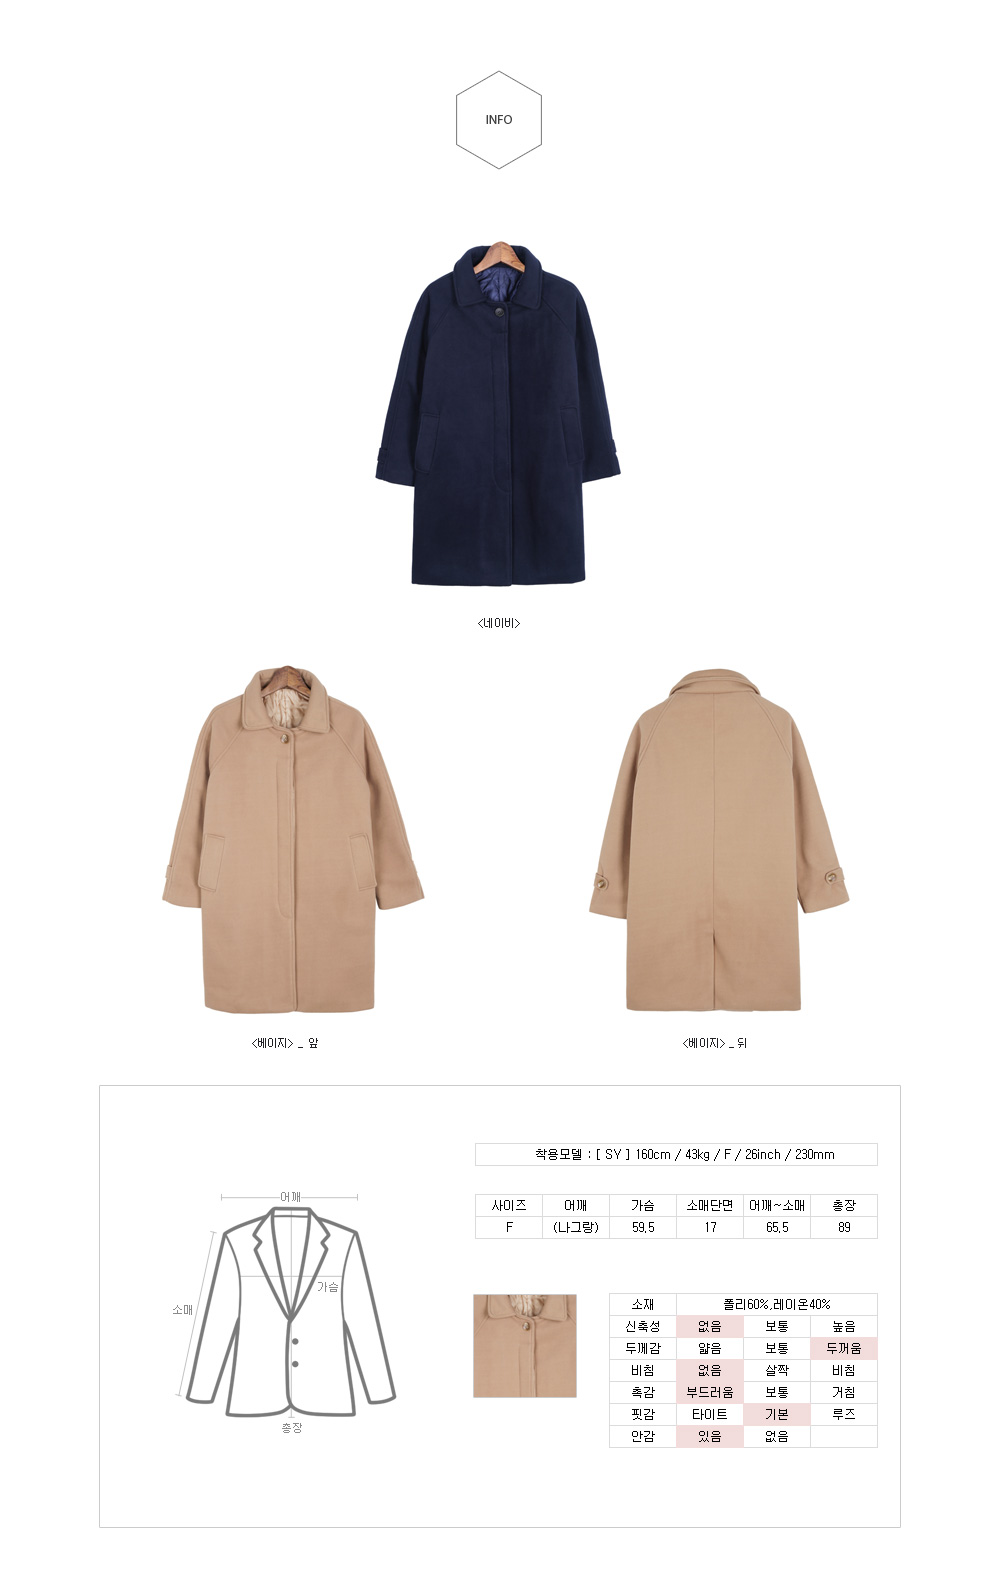 INFO
<네이비>
<베이지> _ 앞
<베이지> _ 뒤
착용모델 : [ SY ] 160cm / 43kg / F / 26inch / 230mm
사이즈 어깨 가슴 소매단면 어깨~소매 총장
F (나그랑) 59.5 17 65.5 89
어깨
가슴
소매
총장
소재 폴리60%,레이온40%
신축성 없음 보통 높음
두께감 얇음 보통 두꺼움
비침 없음 살짝 비침
촉감 부드러움 보통 거침
핏감 타이트 기본 루즈
안감 있음 없음